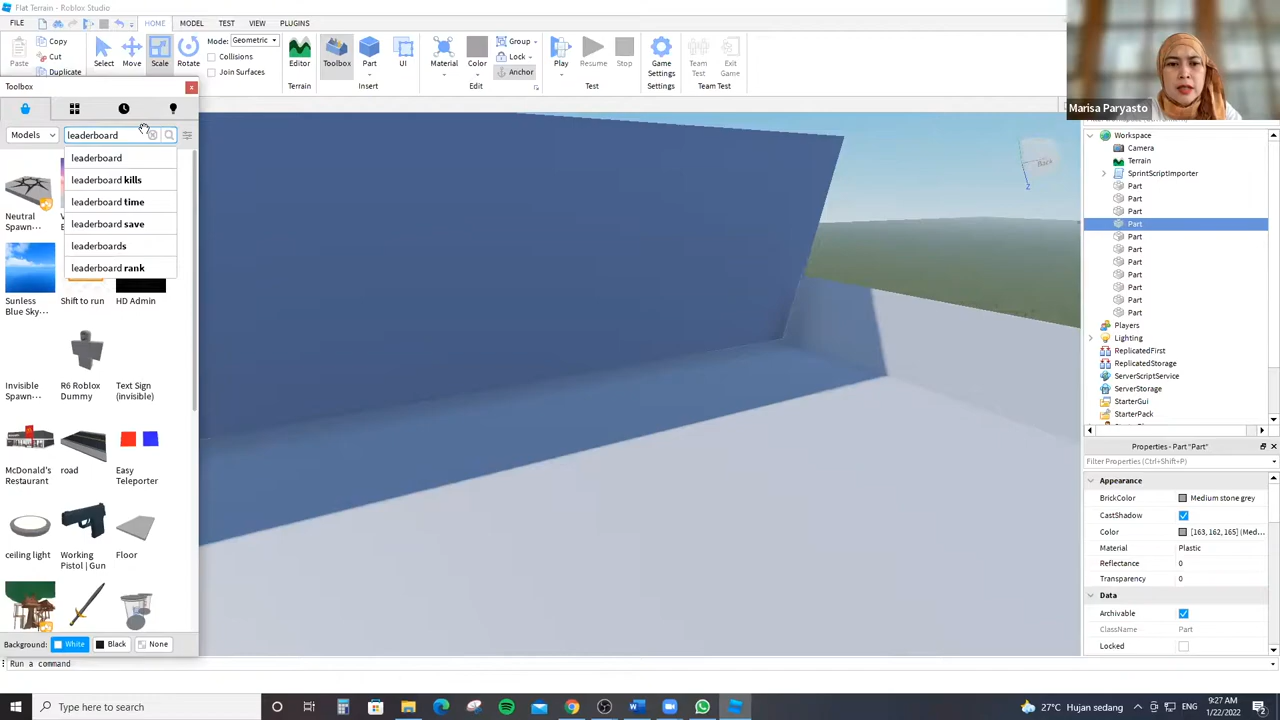 Flat Terrain - Roblox Studio
FILE
HOME MODEL TEST VIEW PLUGINS
Paste
Copy
Cut
Duplicate
Select Move Scale Rotate
Mode: Geometric
Collisions
Join Surfaces
Editor
Terrain
Toolbox Part UI
Insert
Material Color
Group
Lock
Anchor
Edit
Play Resume Stop
Test
Game
Settings
Settings
Team
Test
Exit
Game
Team Test
Marisa Paryasto
Toolbox
Models leaderboard
leaderboard
leaderboard kills
leaderboard time
leaderboard save
leaderboards
leaderboard rank
Neutral
Spawn...
Sunless
Blue Sky...
Shift to run
HD Admin
Invisible
Spawn...
R6 Roblox
Dummy
Text Sign
(invisible)
McDonald's
Restaurant
road
Easy
Teleporter
ceiling light
Working
Pistol | Gun
Floor
Background: White Black None
Run a command
Back
Z
Workspace
Camera
Terrain
SprintScriptImporter
Part
Part
Part
Part
Part
Part
Part
Part
Part
Part
Part
Players
Lighting
ReplicatedFirst
ReplicatedStorage
ServerScriptService
ServerStorage
StarterGui
StarterPack
Properties - Part "Part"
Filter Properties (Ctrl+Shift+P)
Appearance
BrickColor Medium stone grey
CastShadow
Color [163, 162, 165] (Med...
Material Plastic
Reflectance 0
Transparency 0
Data
Archivable
ClassName Part
Locked
Type here to search
27°C Hujan sedang
9:27 AM
1/22/2022
2